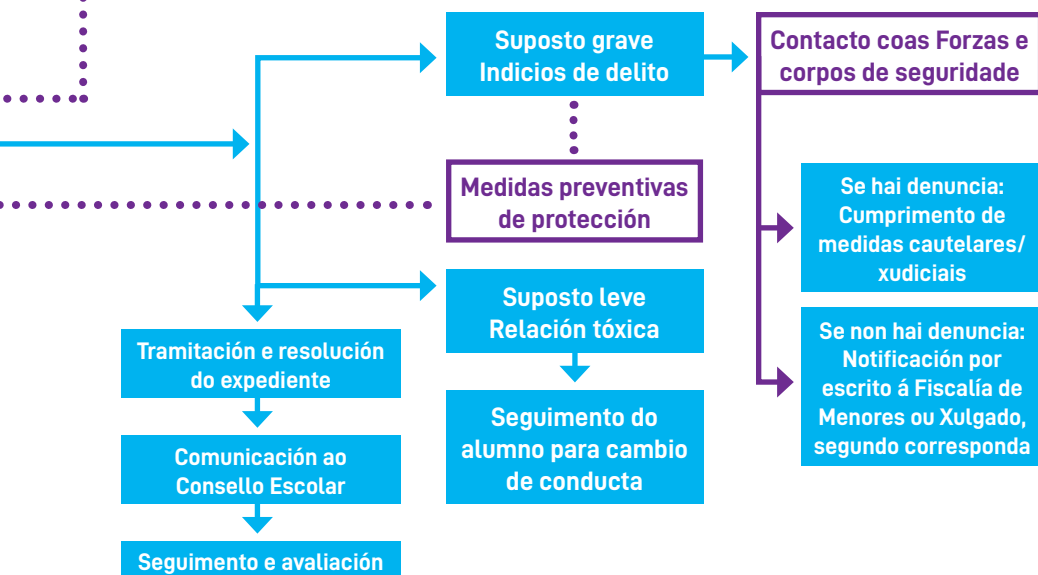 Suposto grave
Indicios de delito
Contacto coas Forzas e
corpos de seguridade
Medidas preventivas
de protección
Se hai denuncia:
Cumprimento de
medidas cautelares/
xudiciais
Suposto leve
Relación tóxica
Tramitación e resolución
do expediente
Se non hai denuncia:
Notificación por
escrito á Fiscalía de
Menores ou Xulgado,
segundo corresponda
Seguimento do
alumno para cambio
de conducta
Comunicación ao
Consello Escolar
Seguimento e avaliación